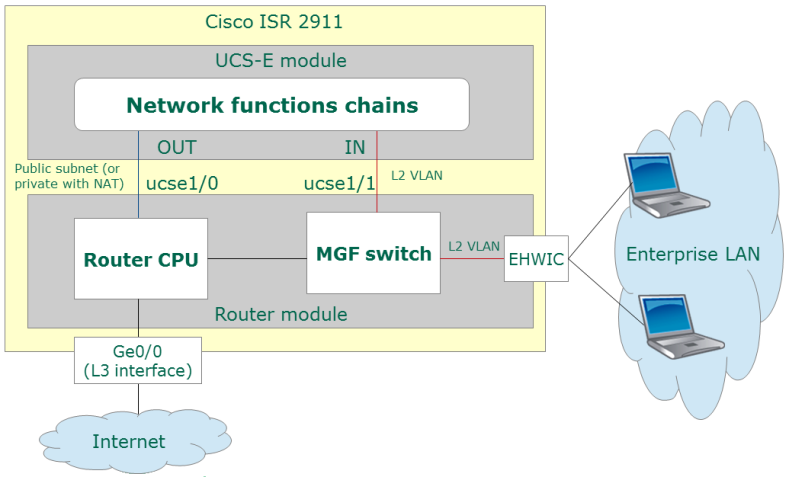 Cisco ISR 2911
UCS-E module
Network functions chains
OUT
IN
Public subnet (or
private with NAT)
ucse1/0
ucse1/1
L2 VLAN
Router CPU
MGF switch
L2 VLAN
EHWIC
Enterprise LAN
Router module
Ge0/0
(L3 interface)
Internet